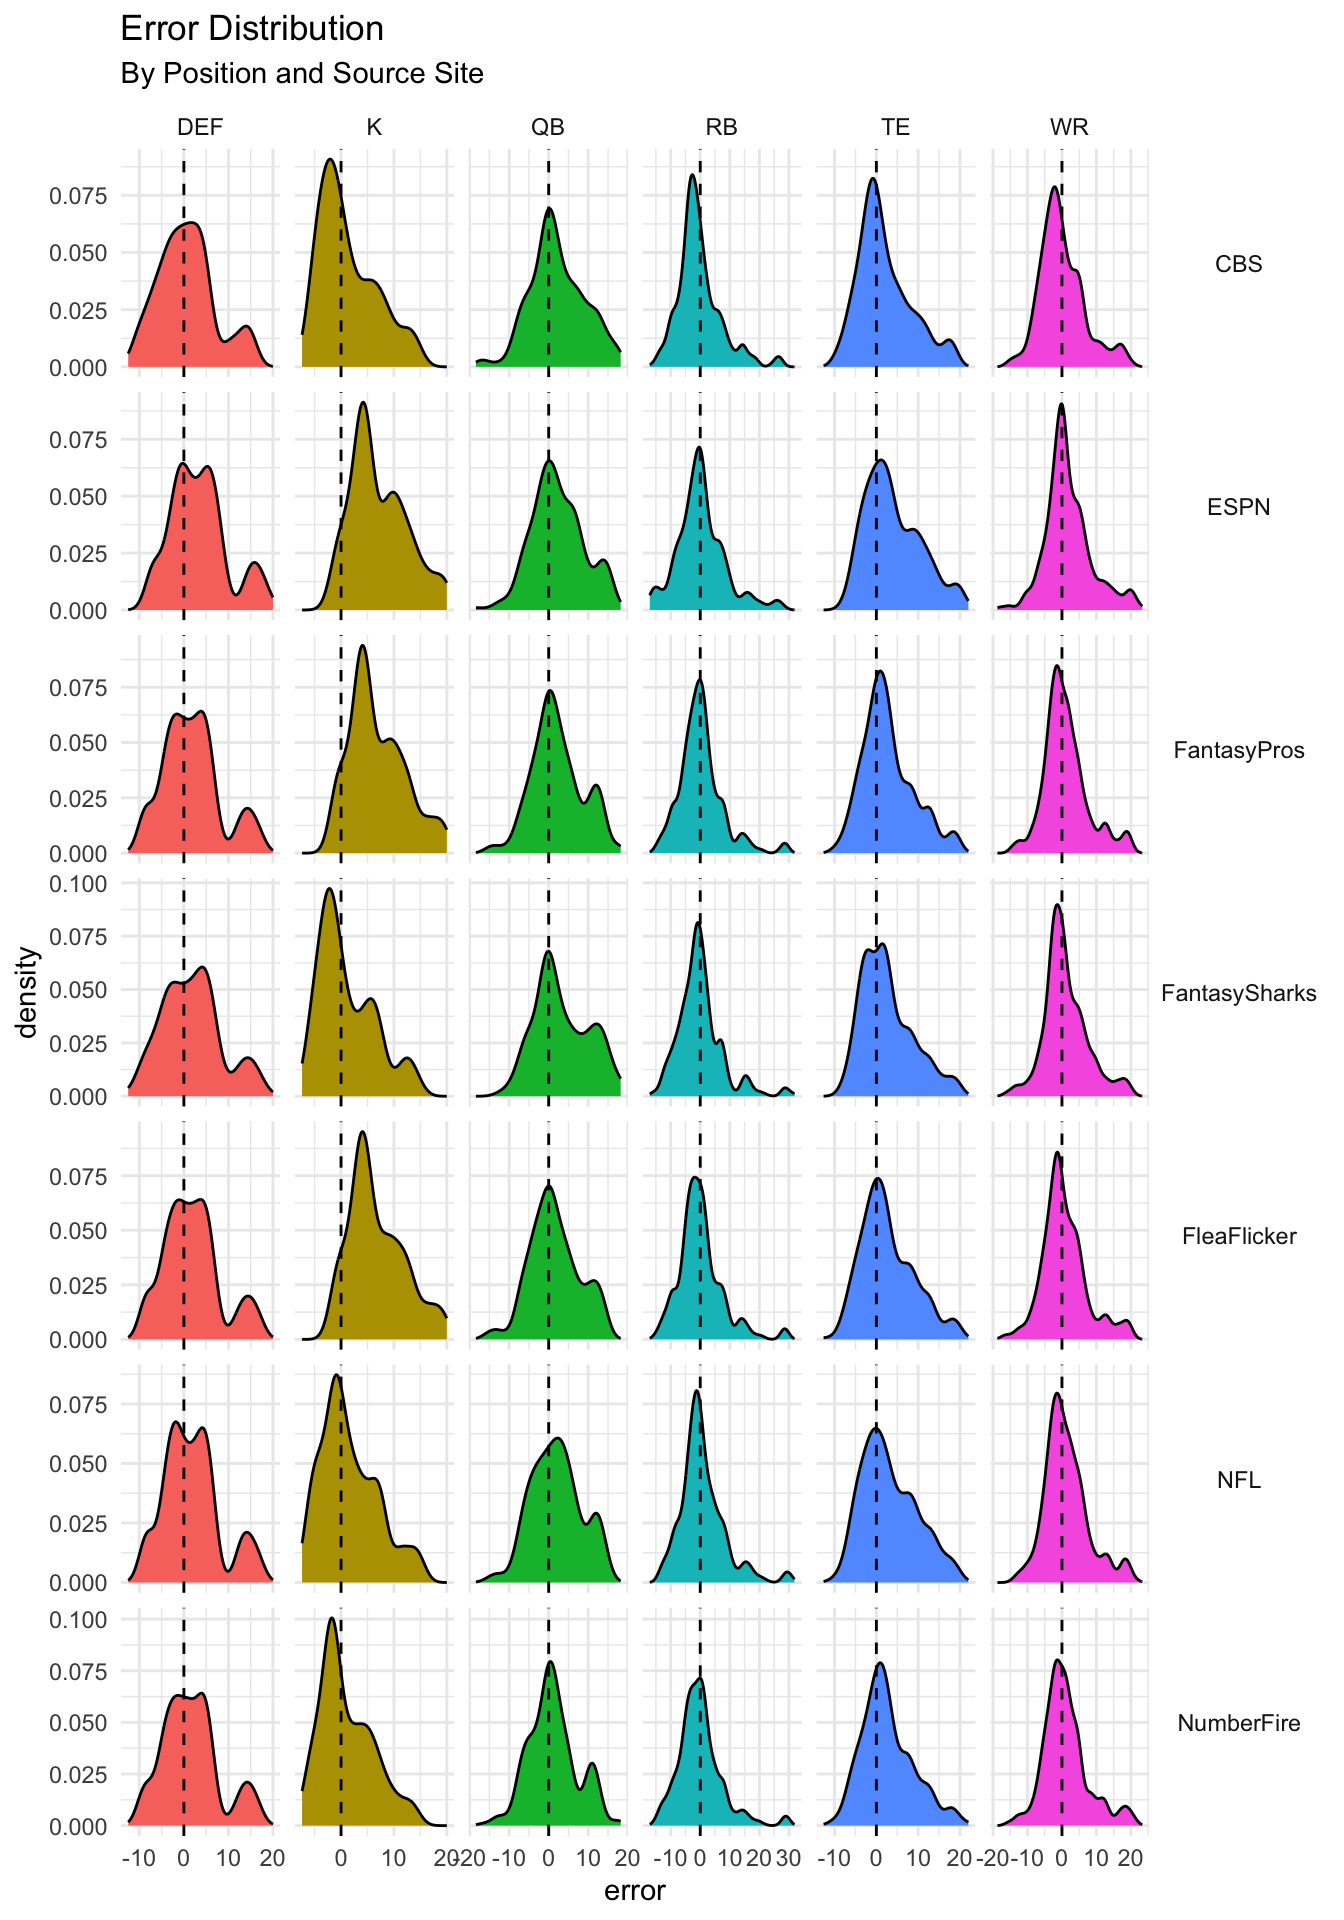 Error Distribution
By Position and Source Site
DEF K QB RB TE WR
0.075
0.050
0.025
0.000
CBS
0.075
0.050
0.025
0.000
ESPN
0.075
0.050
0.025
0.000
FantasyPros
0.100
0.075
0.050
0.025
0.000
FantasySharks
density
0.075
0.050
0.025
0.000
FleaFlicker
0.075
0.050
0.025
0.000
NFL
0.100
0.075
0.050
0.025
0.000
NumberFire
-10 0 10 20 0 10 20 -20 -10 0 10 20 -10 0 10 20 30 -10 0 10 20 -20 -10 0 10 20
error